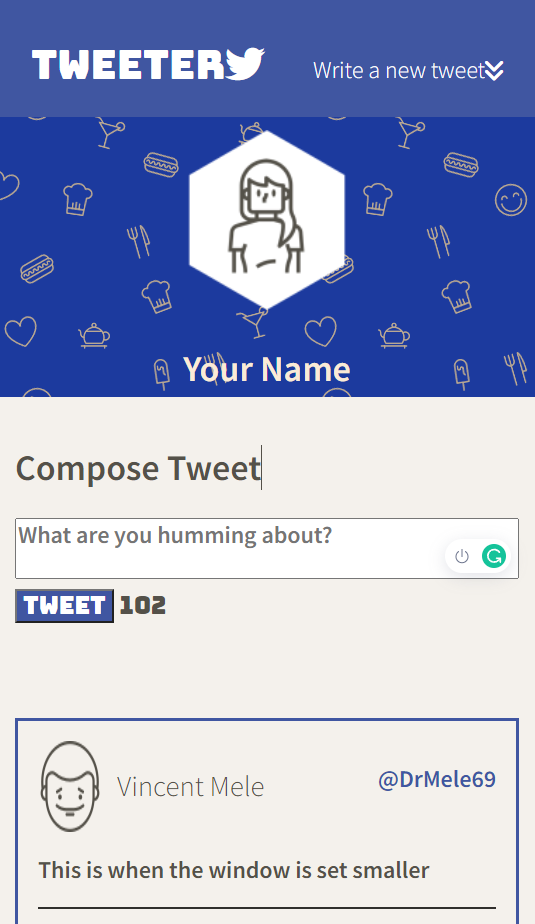 TWEETER
Write a new tweet
Your Name
Compose Tweet
What are you humming about?
TWEET 102
Vincent Mele
@DrMele69
This is when the window is set smaller